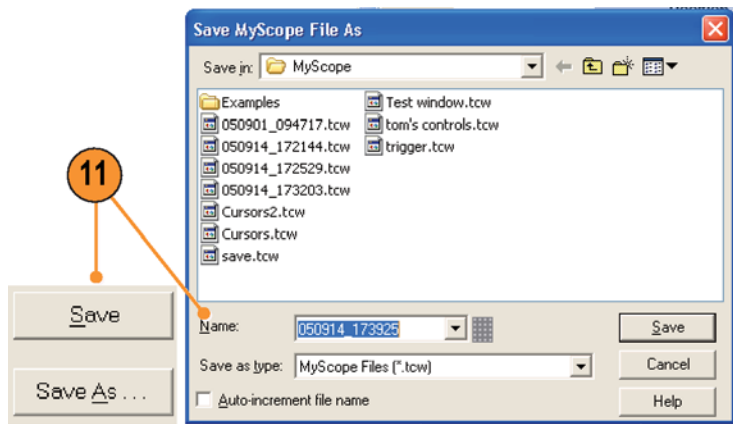 Save MyScope File As
Save in: MyScope
Examples
050901_094717.tcw
050914_172144.tcw
050914_172529.tcw
050914_173203.tcw
Cursors2.tcw
Cursors.tcw
save.tcw
Test window.tcw
tom's controls.tcw
trigger.tcw
11
Save
Save As . . .
Name: 050914_173925
Save
Save as type: MyScope Files (*.tcw)
Cancel
Auto-increment file name
Help